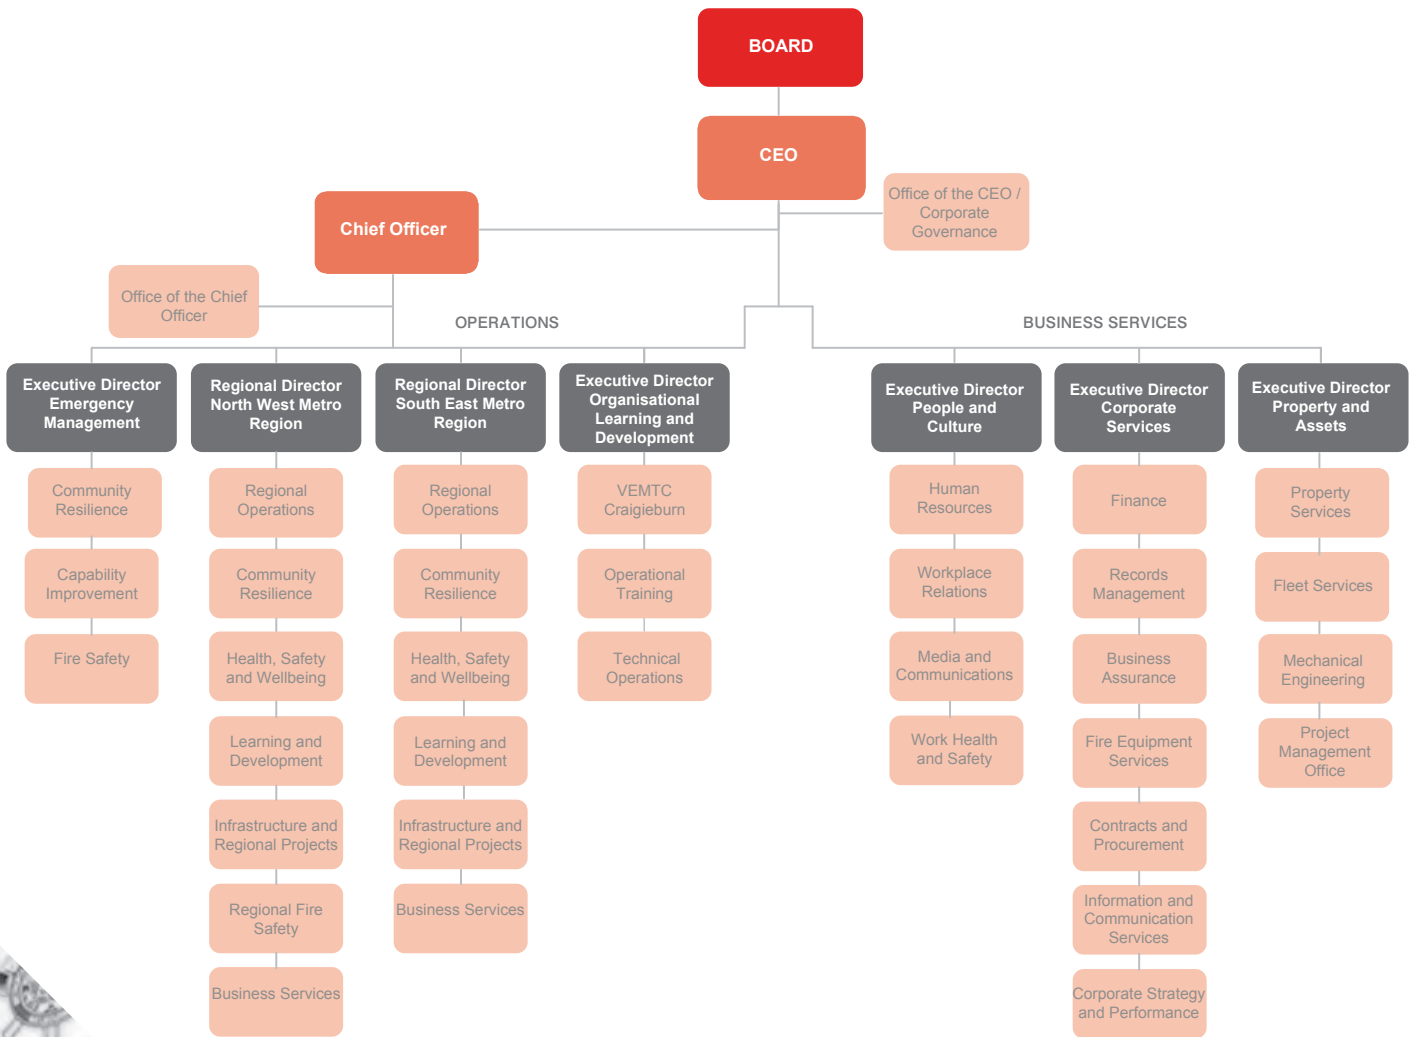 BOARD
CEO
Office of the CEO /
Corporate
Governance
Chief Officer
Office of the Chief
Officer
OPERATIONS
BUSINESS SERVICES
Executive Director
Emergency
Management
Community
Resilience
Capability
Improvement
Fire Safety
Regional Director
North West Metro
Region
Regional
Operations
Community
Resilience
Health, Safety
and Wellbeing
Learning and
Development
Infrastructure and
Regional Projects
Regional Fire
Safety
Business Services
Regional Director
South East Metro
Region
Regional
Operations
Community
Resilience
Health, Safety
and Wellbeing
Learning and
Development
Infrastructure and
Regional Projects
Business Services
Executive Director
Organisational
Learning and
Development
VEMTC
Craigieburn
Operational
Training
Technical
Operations
Executive Director
People and
Culture
Human
Resources
Workplace
Relations
Media and
Communications
Work Health
and Safety
Executive Director
Corporate
Services
Finance
Records
Management
Business
Assurance
Fire Equipment
Services
Contracts and
Procurement
Information and
Communication
Services
Corporate Strategy
and Performance
Executive Director
Property and
Assets
Property
Services
Fleet Services
Mechanical
Engineering
Project
Management
Office